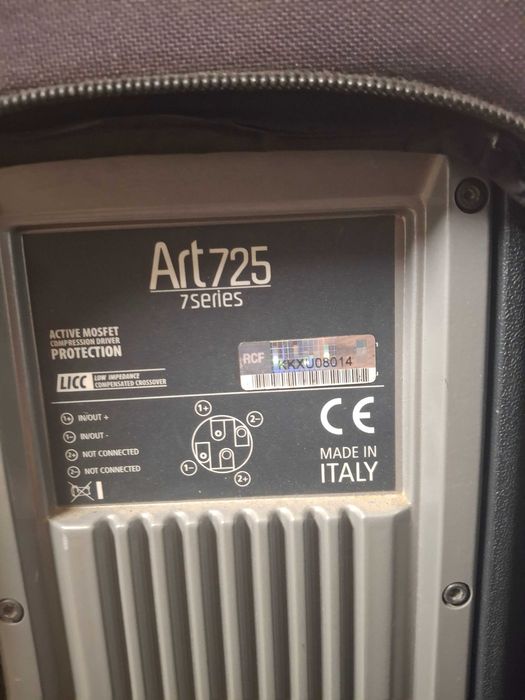 Art725
7series
ACTIVE MOSFET
COMPRESSION DRIVER
PROTECTION
LICC LOW IMPEDANCE
COMPENSATED CROSSOVER
RCF KKXU08014
1+ IN/OUT +
1- IN/OUT -
2+ NOT CONNECTED
2- NOT CONNECTED
1+
2-
1-
2+
CE
MADE IN
ITALY